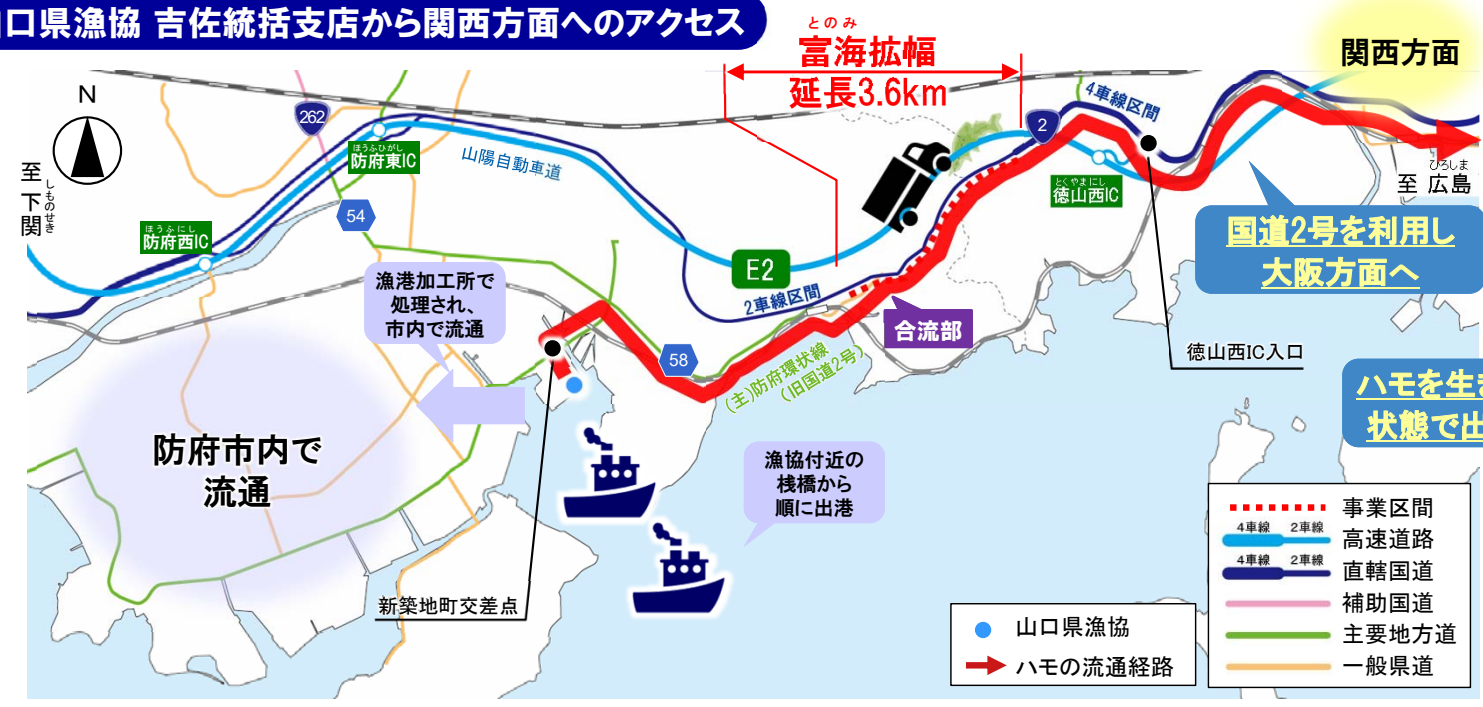 口県漁協 吉佐統括支店から関西方面へのアクセス
とのみ
富海拡幅
延長3.6km
関西方面
N
262
ほうふひがし
防府東IC
山陽自動車道
4車線区間
2
至下関
しものせき
ほうふにし
防府西IC
54
とくやまにし
徳山西IC
ひろしま
至 広島
国道2号を利用し
大阪方面へ
E2
2車線区間
漁港加工所で
処理され、
市内で流通
合流部
徳山西IC入口
58
(主)防府環状線
(旧国道2号)
ハモを生き
状態で出
防府市内で
流通
漁協付近の
桟橋から
順に出港
新築地町交差点
山口県漁協
ハモの流通経路
事業区間
4車線 2車線
高速道路
4車線 2車線
直轄国道
補助国道
主要地方道
一般県道